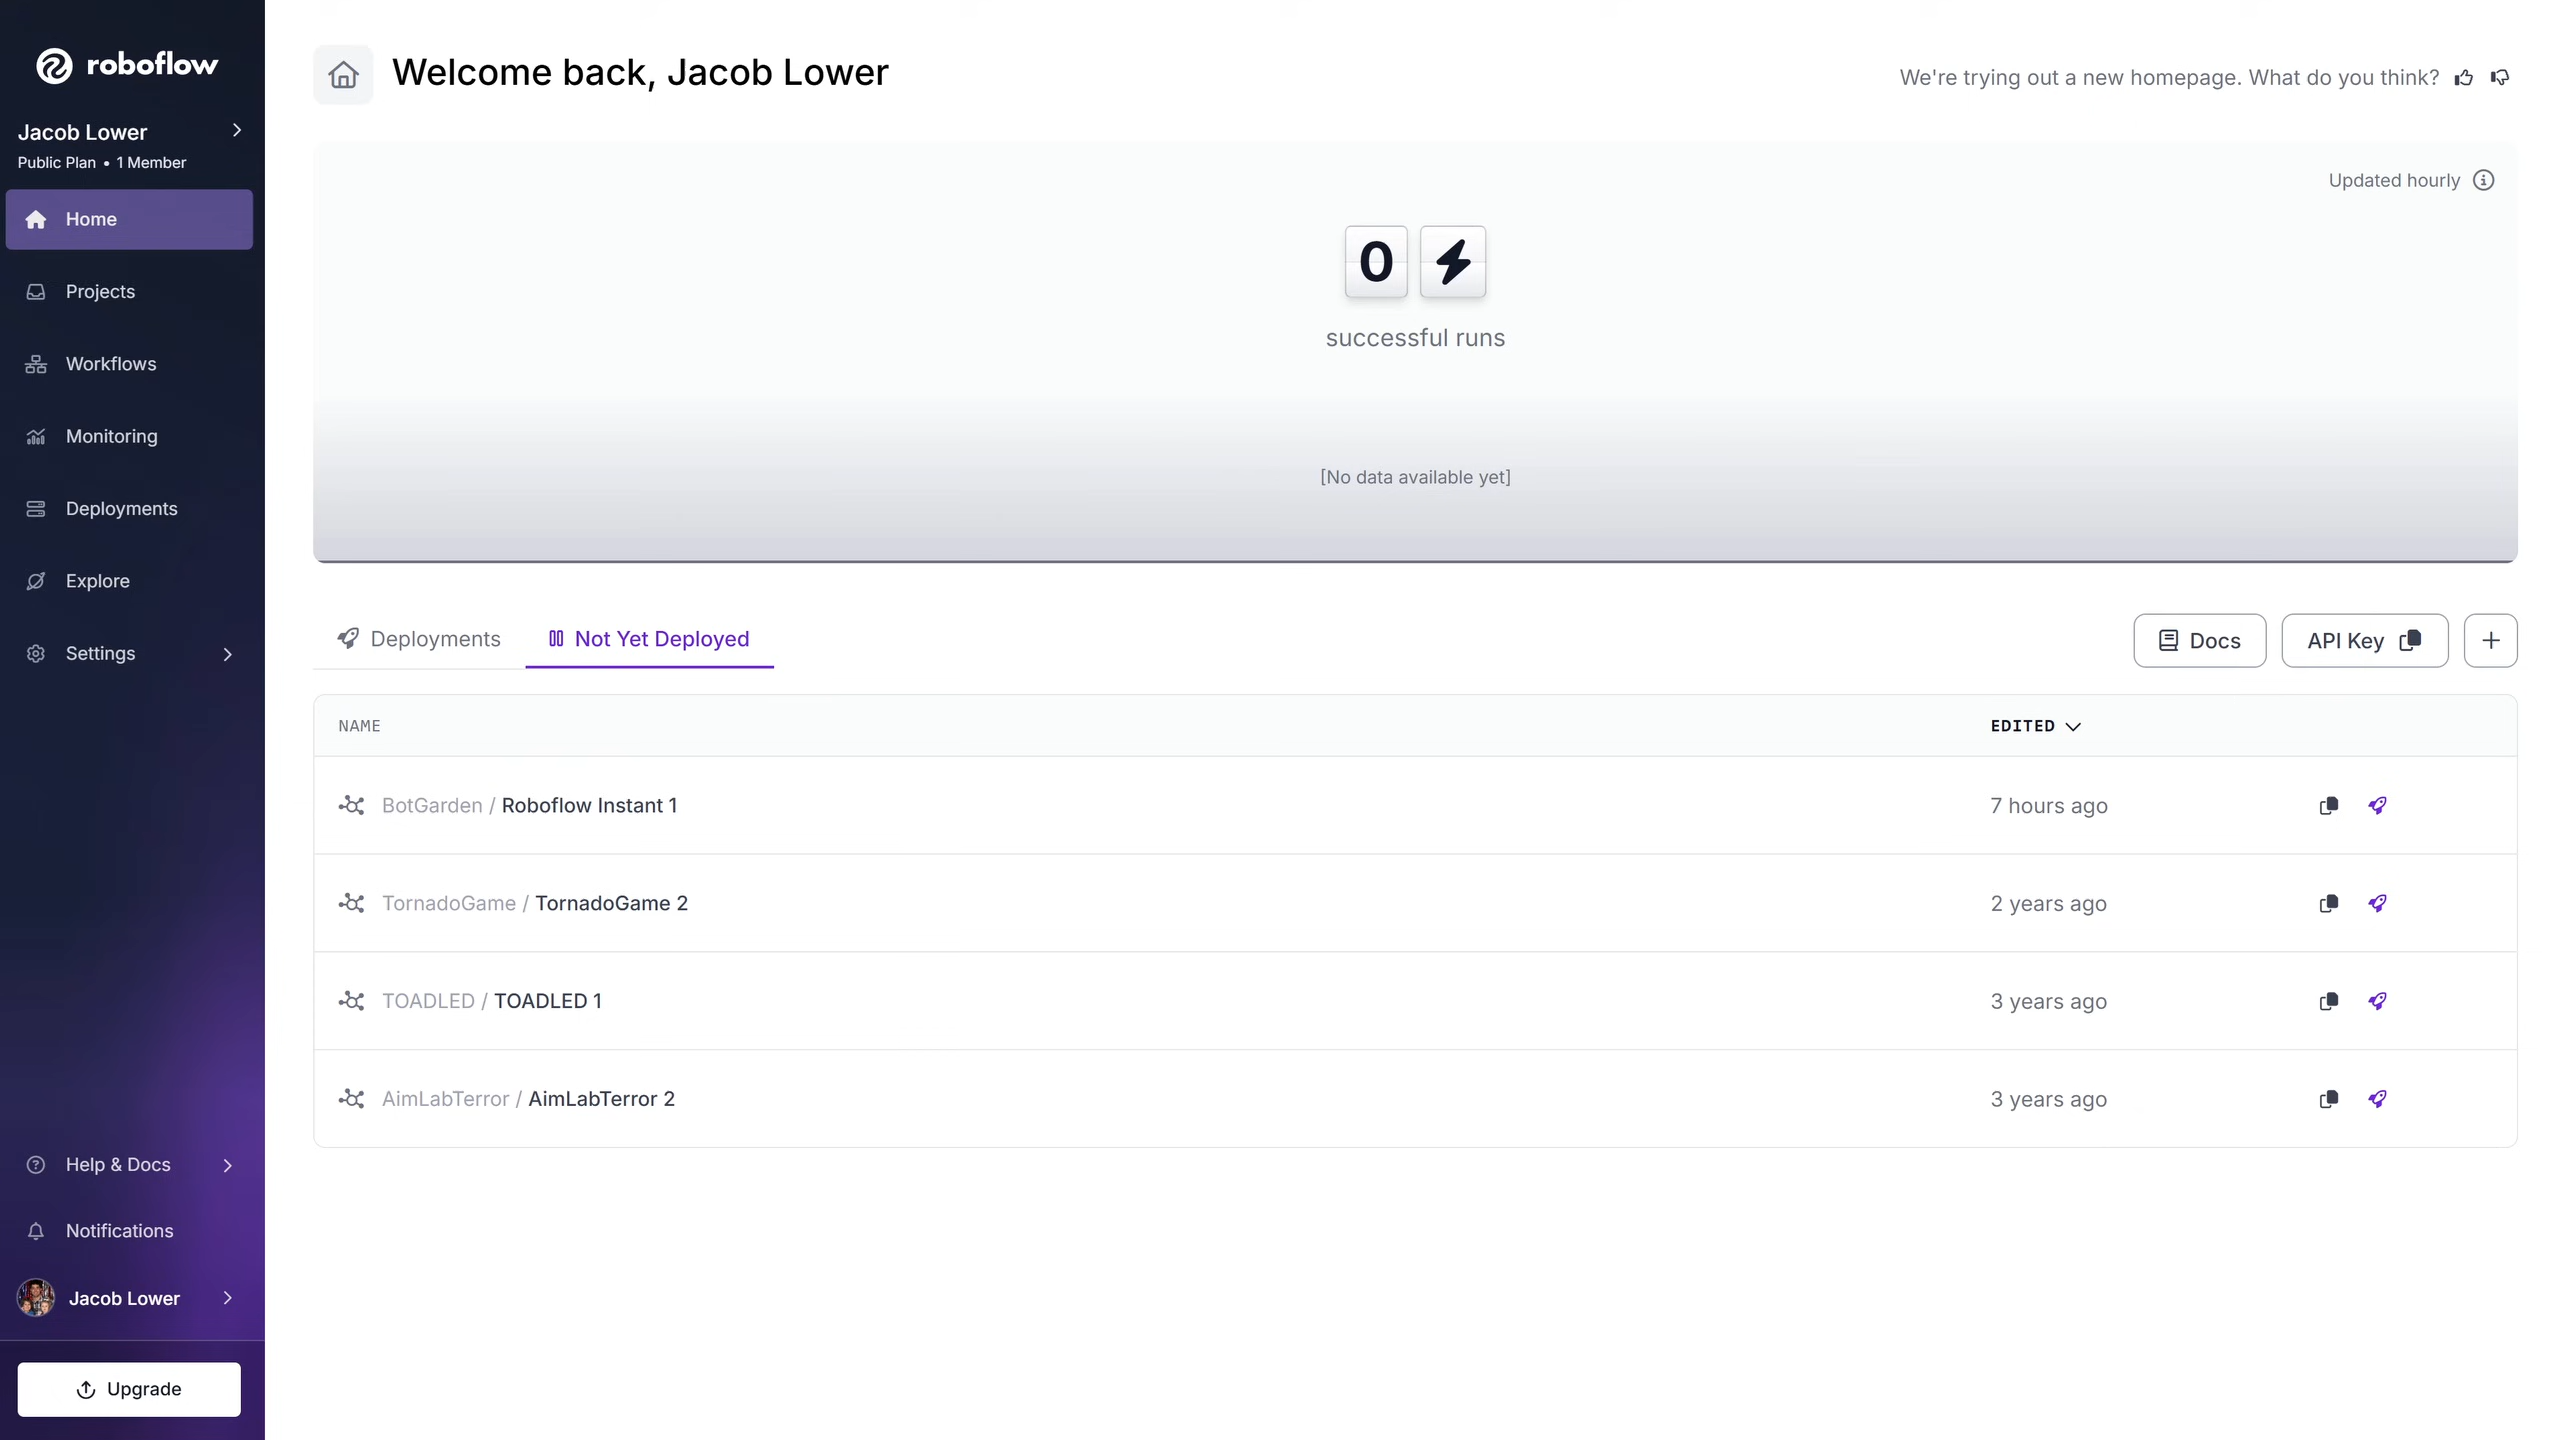 roboflow
Jacob Lower
Public Plan • 1 Member
Home
Projects
Workflows
Monitoring
Deployments
Explore
Settings
Help & Docs
Notifications
Jacob Lower
Upgrade
Welcome back, Jacob Lower
We're trying out a new homepage. What do you think?
Updated hourly
0
successful runs
[No data available yet]
Deployments Not Yet Deployed Docs API Key +
NAME EDITED
BotGarden / Roboflow Instant 1 7 hours ago
TornadoGame / TornadoGame 2 2 years ago
TOADLED / TOADLED 1 3 years ago
AimLabTerror / AimLabTerror 2 3 years ago